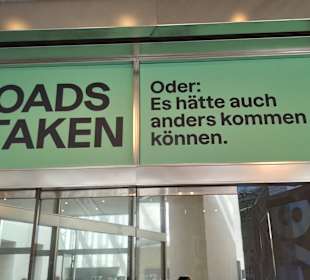 OADS
TAKEN
Oder:
Es hätte auch
anders kommen
können.